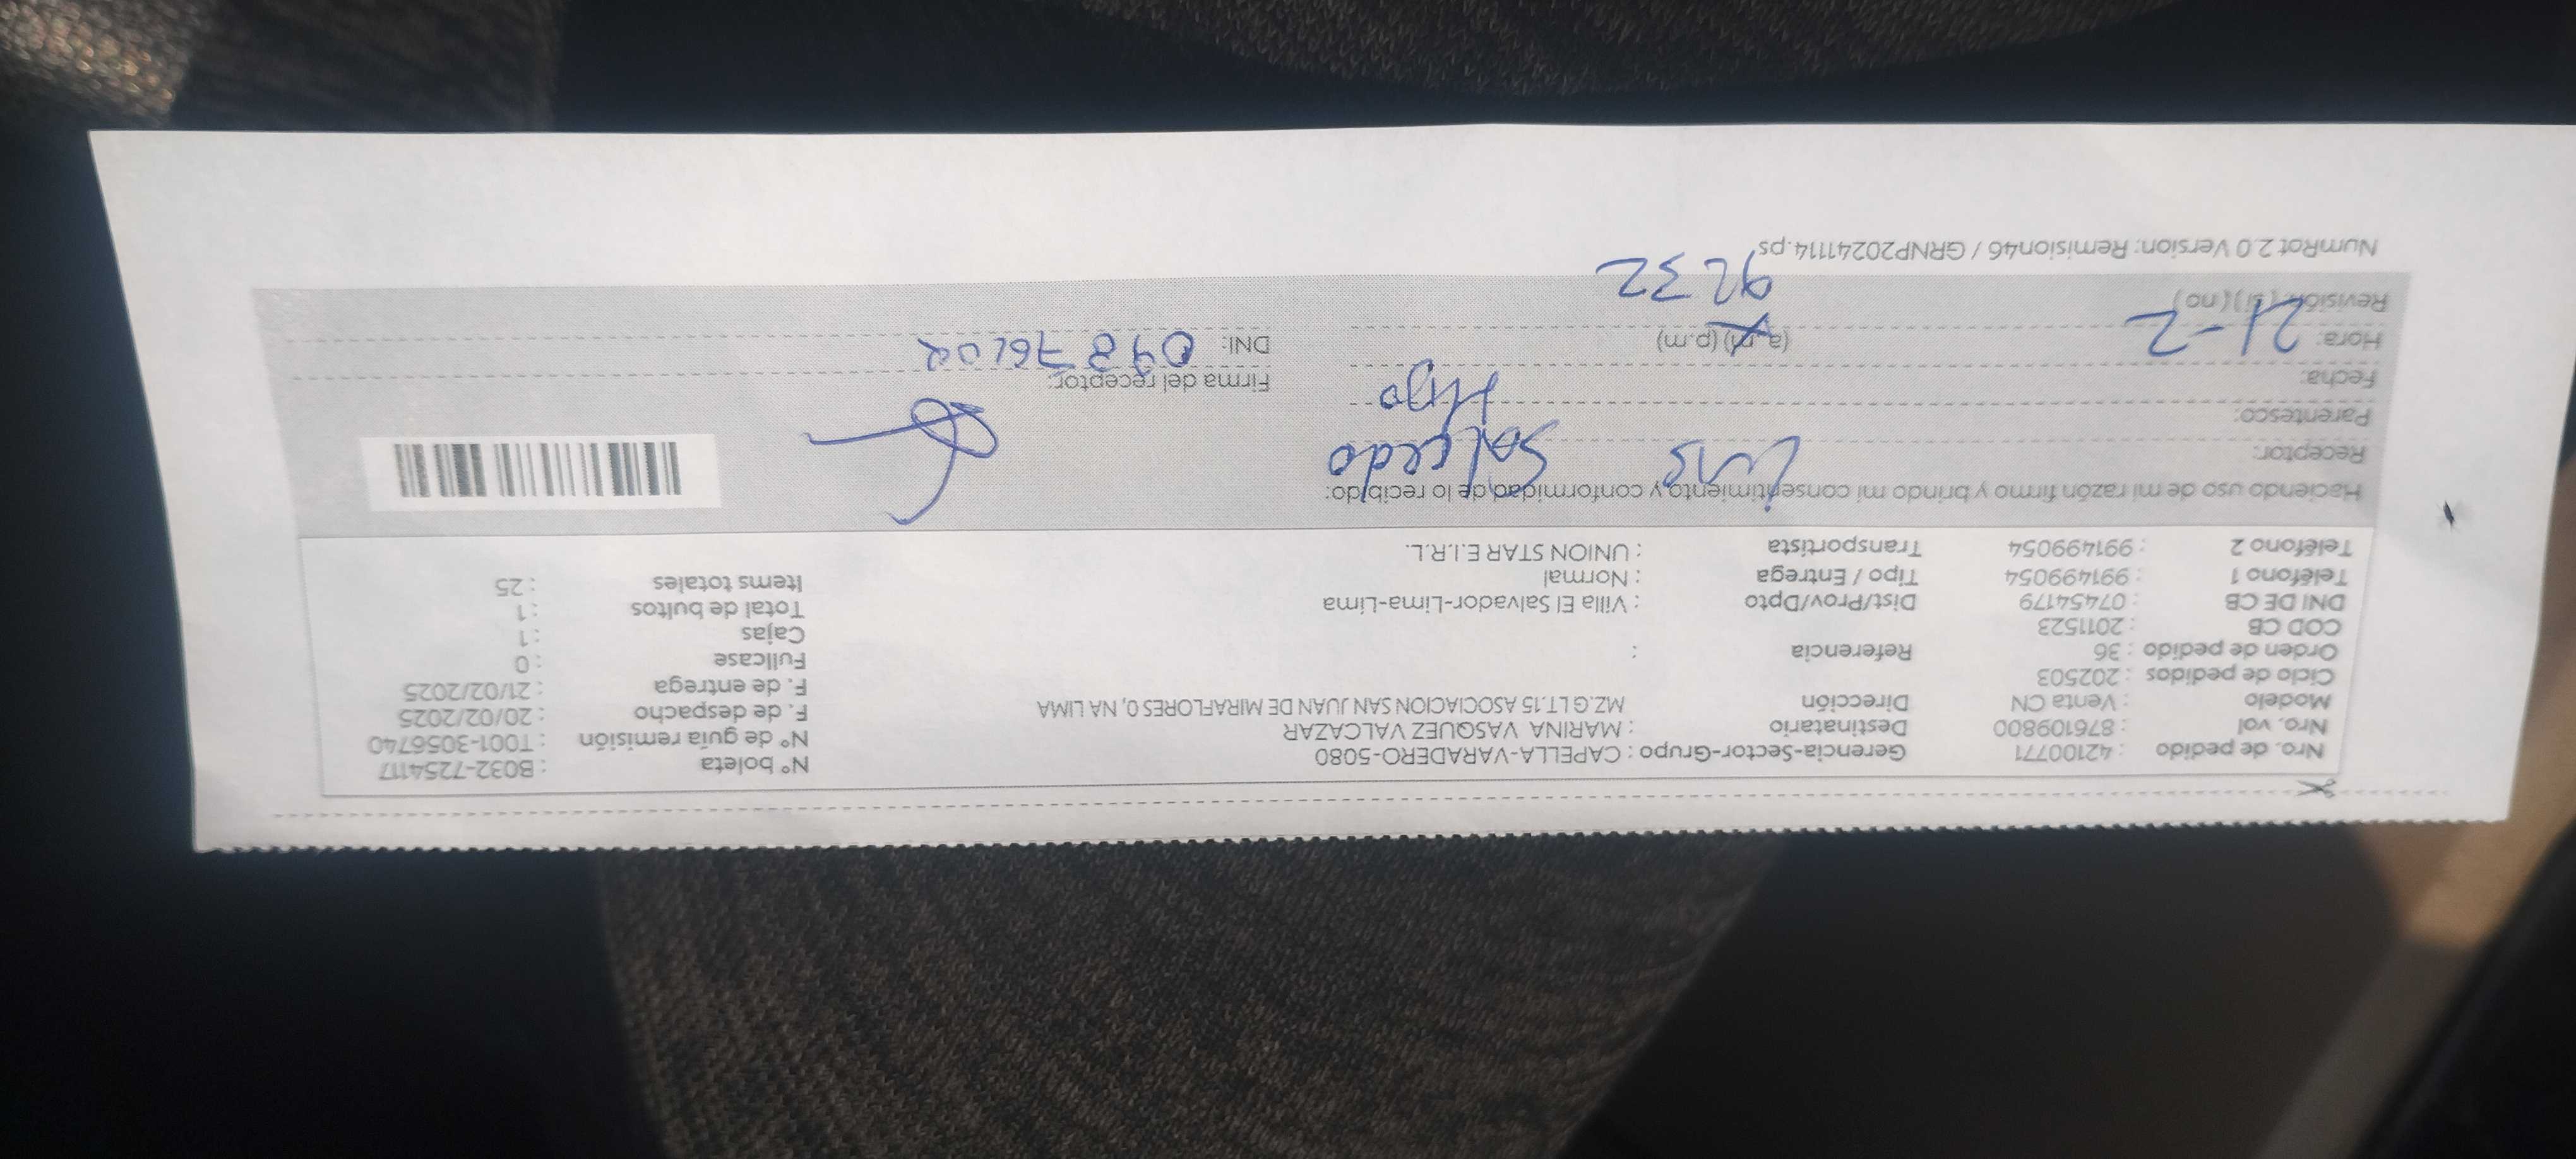 Nro. de pedido : 42100771 Gerencia-Sector-Grupo : CAPELLA-VARADERO-5080 N° boleta : B032-7254117
Nro. vol : 876109800 Destinatario : MARINA VASQUEZ VALCAZAR N° de guía remisión : T001-3056740
Modelo : Venta CN Dirección MZ.G LT.15 ASOCIACION SAN JUAN DE MIRAFLORES 0, NA LIMA F. de despacho : 20/02/2025
Ciclo de pedidos : 202503 F. de entrega : 21/02/2025
Orden de pedido : 36 Referencia : Fullcase : 0
COD CB : 2011523 Cajas : 1
DNI DE CB : 07454179 Dist/Prov/Dpto : Villa El Salvador-Lima-Lima Total de bultos : 1
Teléfono 1 : 991499054 Tipo / Entrega : Normal Items totales : 25
Teléfono 2 : 991499054 Transportista : UNION STAR E.I.R.L.
Haciendo uso de mi razón firmo y brindo mi consentimiento y conformidad de lo recibido:
Receptor: Luis Salcedo
Parentesco: Hijo
Fecha: Firma del receptor:
Hora: 21-2 (a.m) (p.m) DNI:
Revisión: (si) (no) 9232
NumRot 2.0 Version: Remision46 / GRNP20241114.ps